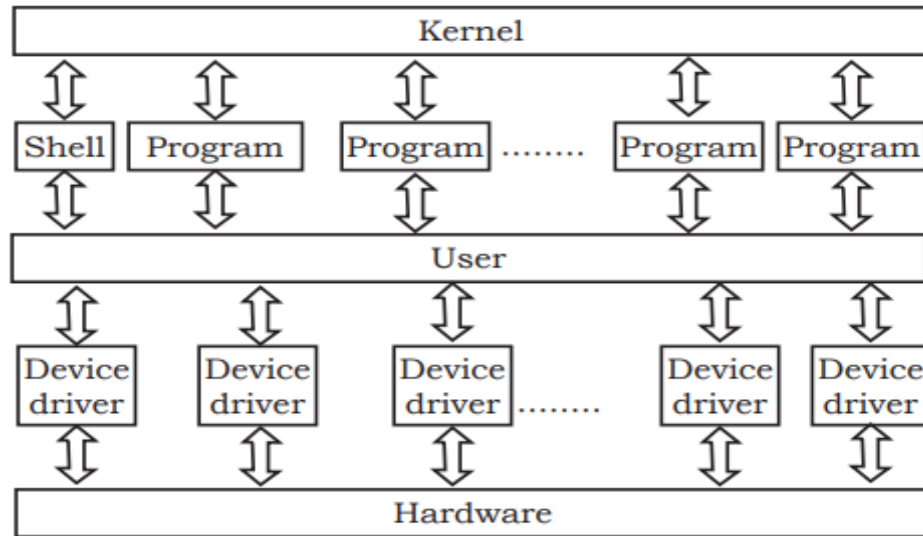 Kernel
Shell Program Program ........ Program Program
User
Device Device Device Device Device
driver driver driver ........ driver driver
Hardware